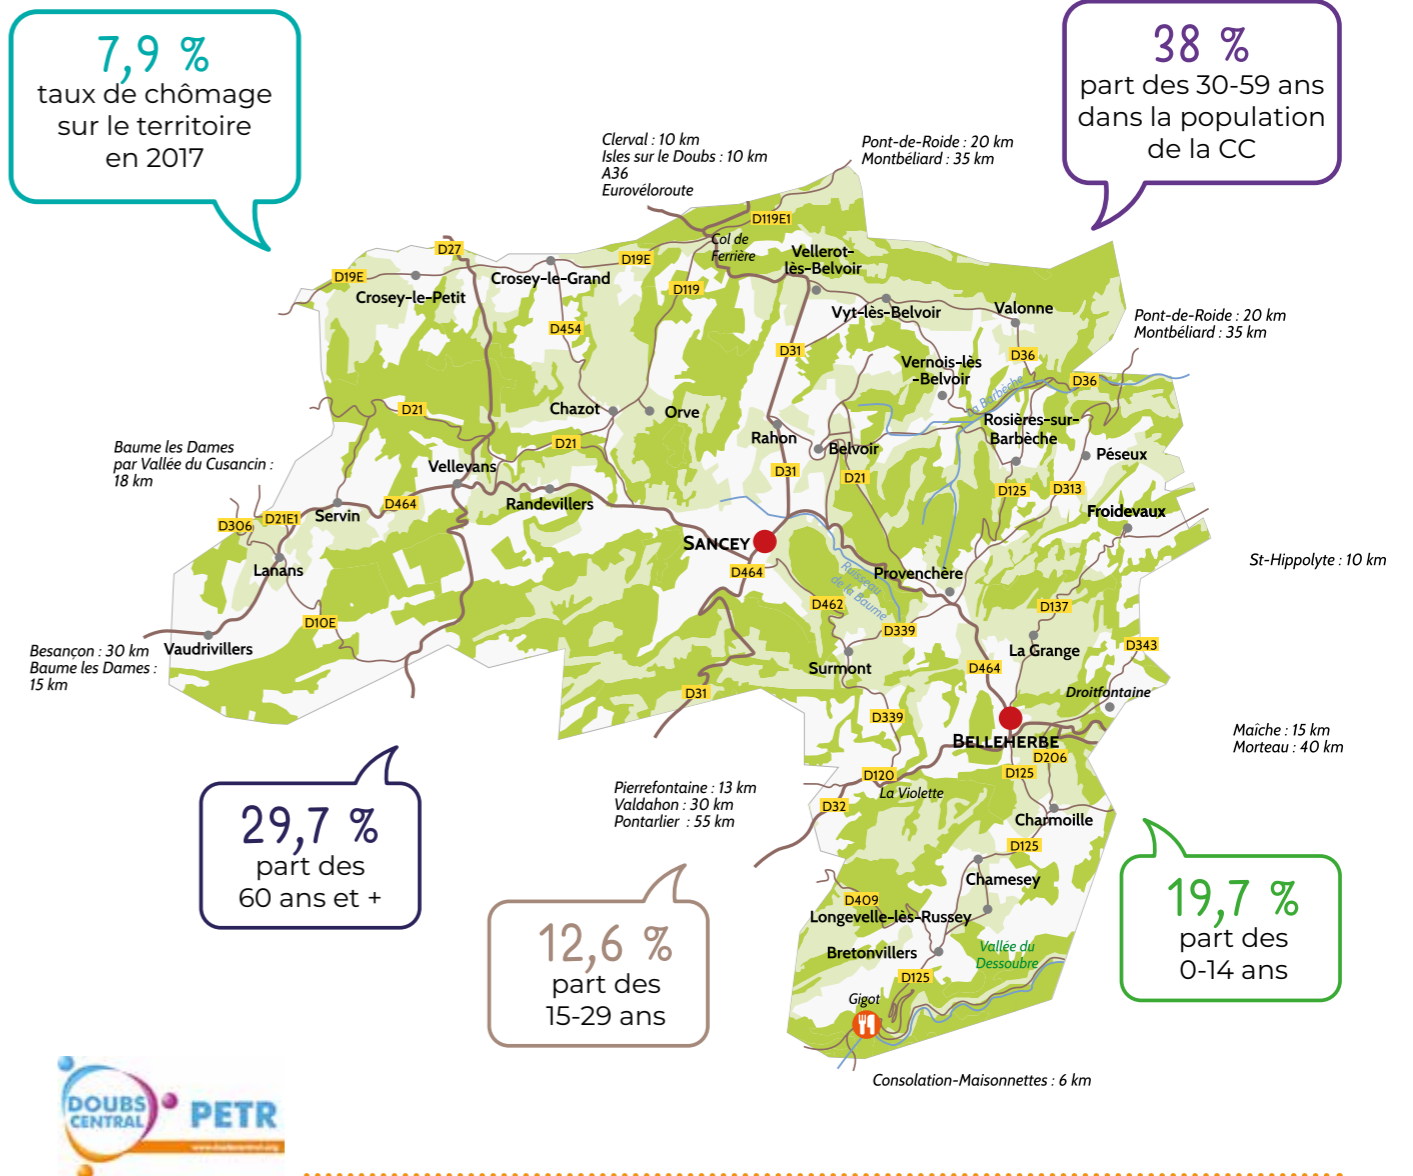 7,9 %
taux de chômage
sur le territoire
en 2017
38 %
part des 30-59 ans
dans la population
de la CC
Clerval : 10 km
Isles sur le Doubs : 10 km
A36
Eurovéloroute
Pont-de-Roide : 20 km
Montbéliard : 35 km
D119E1
Col de
Ferrière
D27
D19E
D19E
Vellerot-
lès-Belvoir
Crosey-le-Grand
Crosey-le-Petit
D119
Vyt-lès-Belvoir
Valonne
Pont-de-Roide : 20 km
Montbéliard : 35 km
D454
D31
D36
Vernois-lès
-Belvoir
D36
La Barbèche
D21
Chazot
Orve
Rosières-sur-
Barbèche
Rahon
Belvoir
D21
Péseux
Baume les Dames
par Vallée du Cusancin :
18 km
Vellevans
D31
D21
D125
D313
Randevillers
D464
Servin
D21E1
D306
Froidevaux
Sancey
Lanans
D464
Ruisseau
de la Baume
Provenchère
St-Hippolyte : 10 km
D462
D137
D10E
D339
Vaudrivillers
Besançon : 30 km
Baume les Dames :
15 km
La Grange
D343
Surmont
D464
D31
Droitfontaine
D339
Belleherbe
Maîche : 15 km
Morteau : 40 km
D206
D125
D120
La Violette
D32
Pierrefontaine : 13 km
Valdahon : 30 km
Pontarlier : 55 km
Charmoille
29,7 %
part des
60 ans et +
D125
Chamesey
D409
Longevelle-lès-Russey
12,6 %
part des
15-29 ans
19,7 %
part des
0-14 ans
Bretonvillers
Vallée du
Dessoubre
D125
Gigot
Consolation-Maisonnettes : 6 km
DOUBS
CENTRAL
PETR